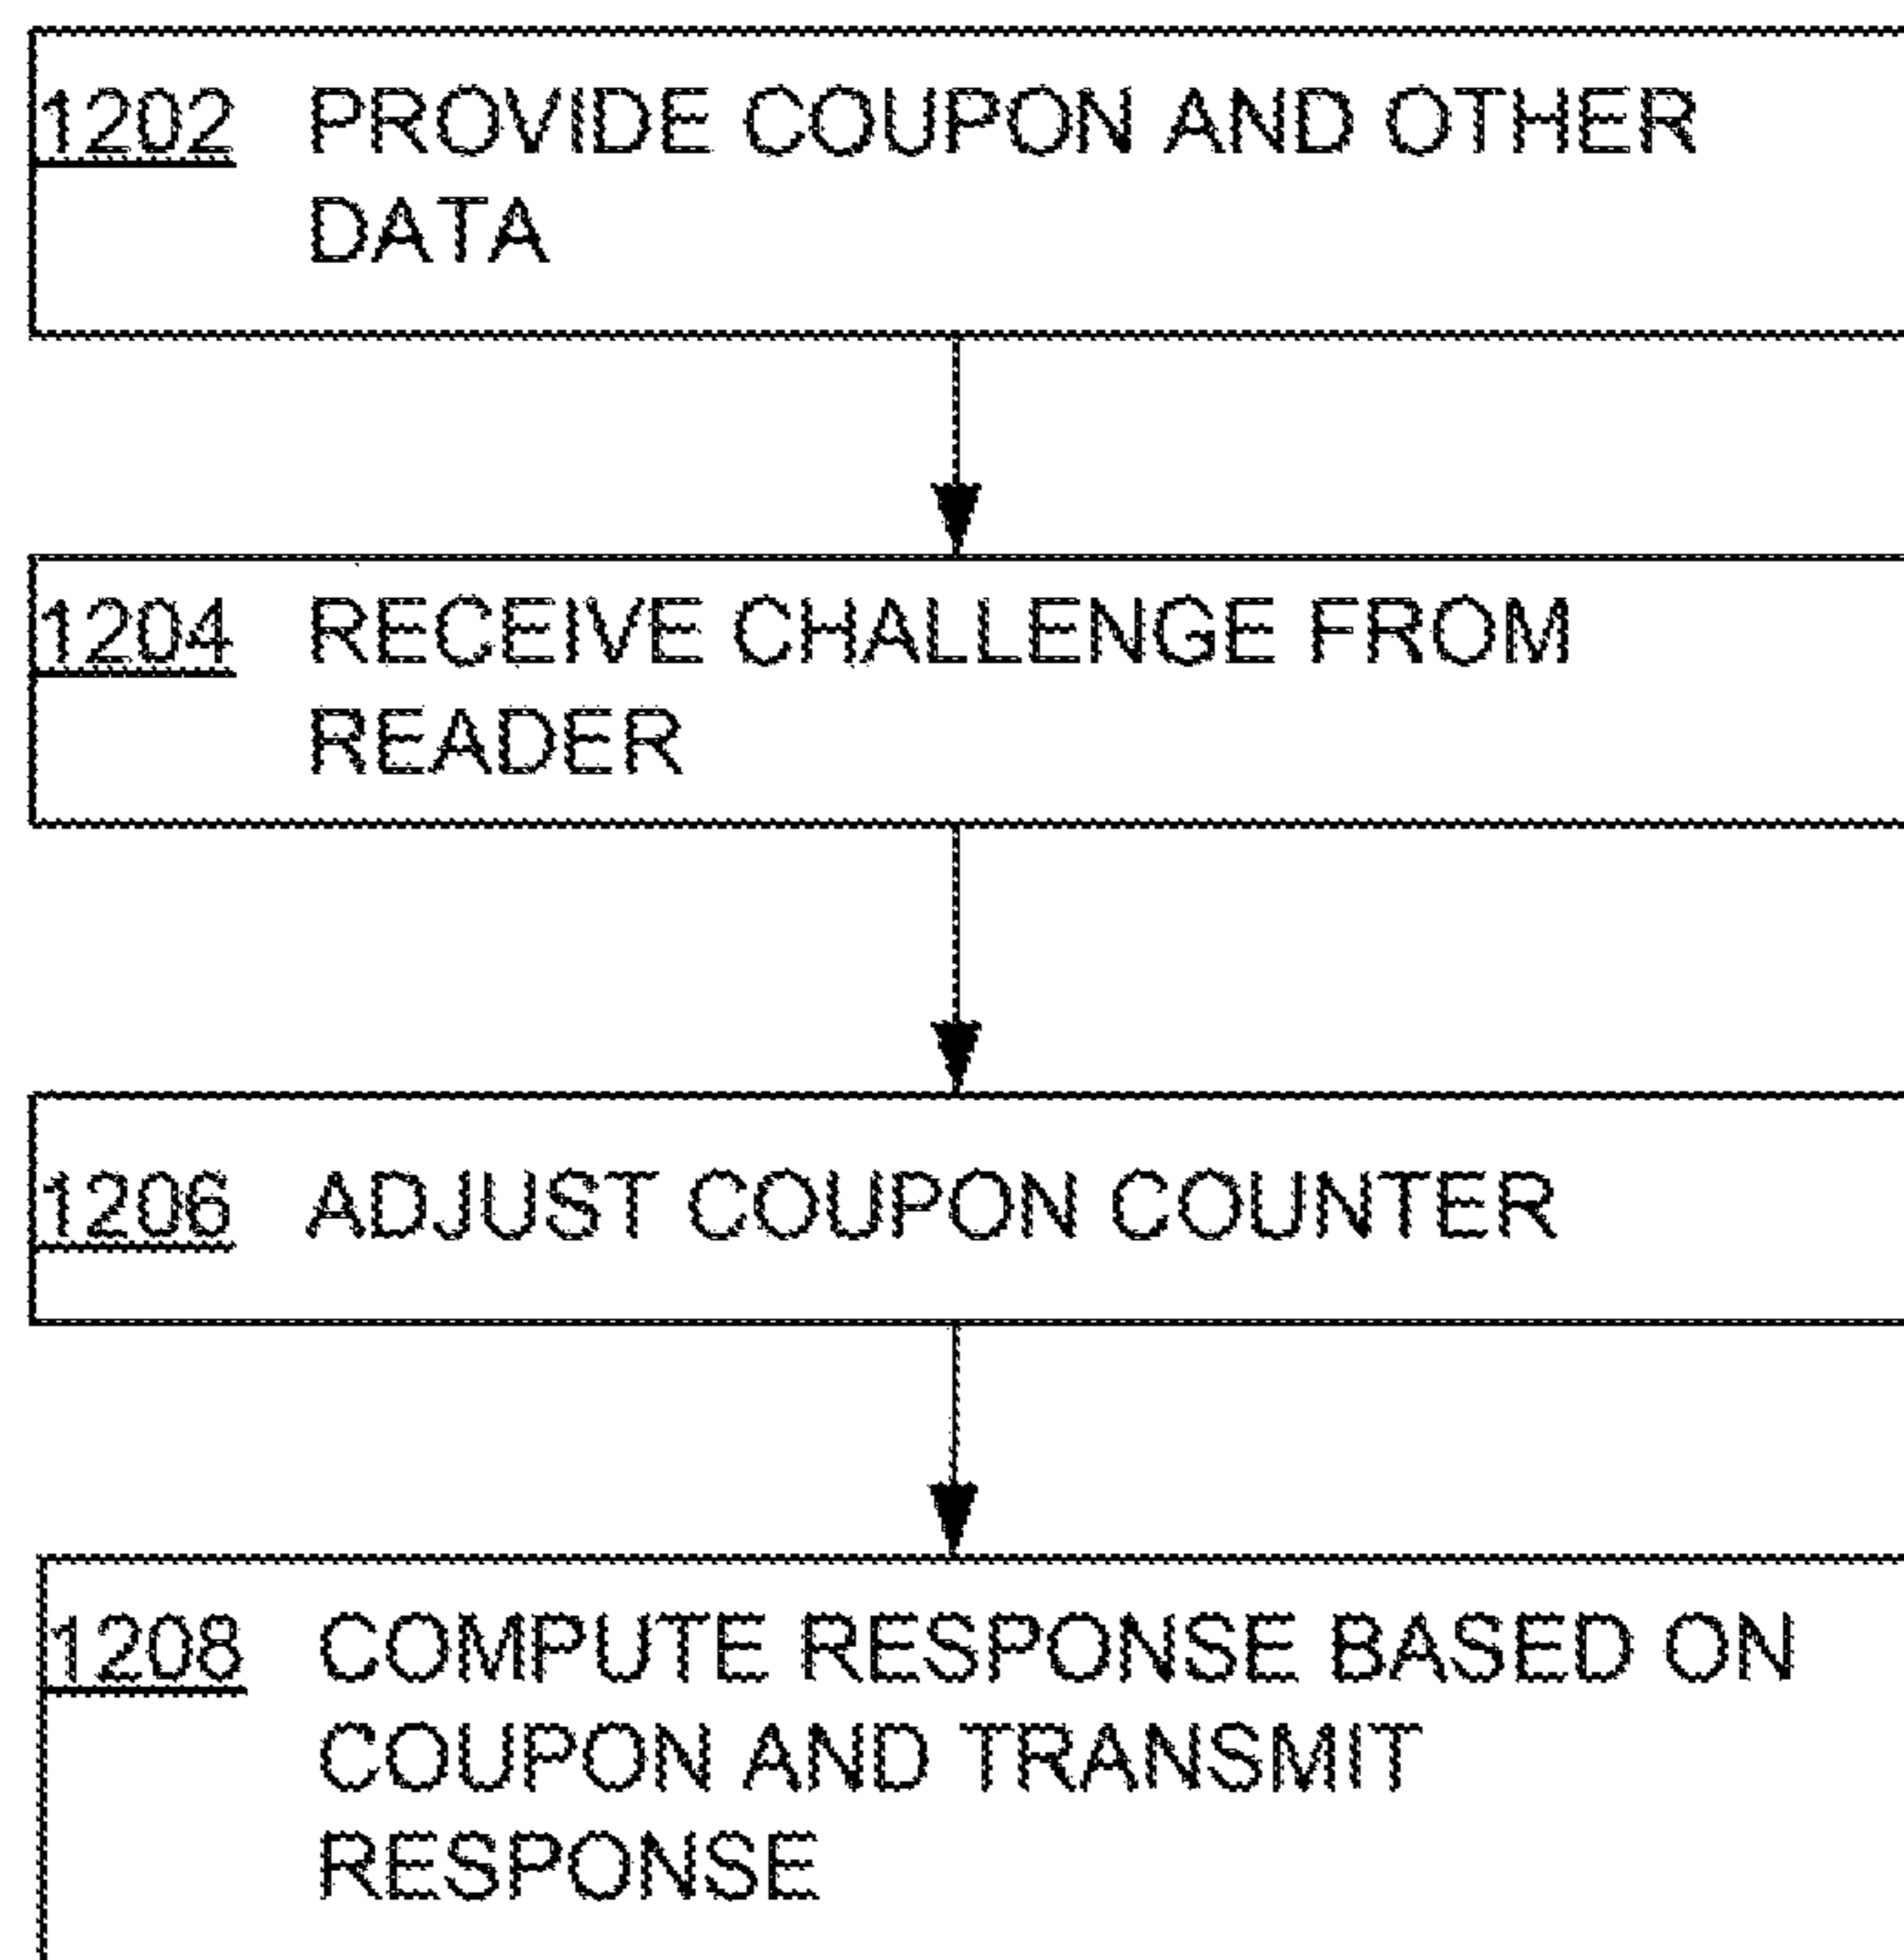 1202 PROVIDE COUPON AND OTHER
DATA
1204 RECEIVE CHALLENGE FROM
READER
1206 ADJUST COUPON COUNTER
1208 COMPUTE RESPONSE BASED ON
COUPON AND TRANSMIT
RESPONSE